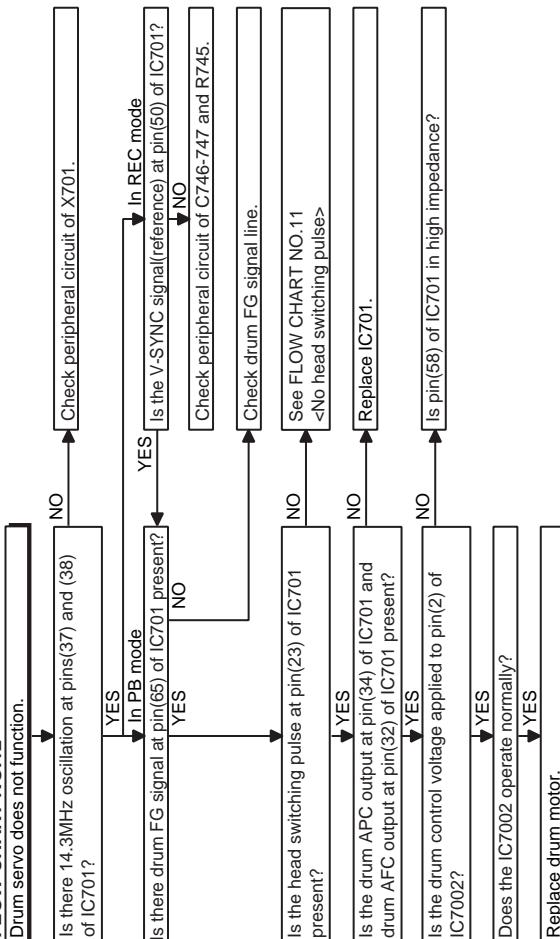 Drum servo does not function.
Is there 14.3MHz oscillation at pins(37) and (38)
of IC701?
NO
Check peripheral circuit of X701.
YES
In PB mode
In REC mode
Is there drum FG signal at pin(65) of IC701 present?
YES
Is the V-SYNC signal(reference) at pin(50) of IC701?
NO
Check peripheral circuit of C746-747 and R745.
YES
NO
Check drum FG signal line.
Is the head switching pulse at pin(23) of IC701
present?
NO
See FLOW CHART NO.11
<No head switching pulse>
YES
Is the drum APC output at pin(34) of IC701 and
drum AFC output at pin(32) of IC701 present?
NO
Replace IC701.
YES
Is the drum control voltage applied to pin(2) of
IC7002?
NO
Is pin(58) of IC701 in high impedance?
YES
Does the IC7002 operate normally?
YES
Replace drum motor.